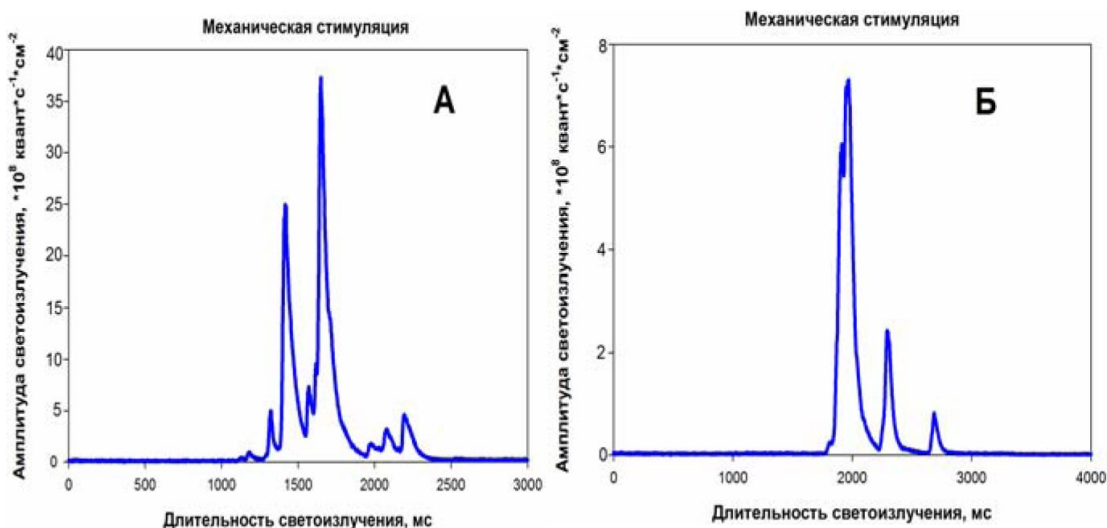 Механическая стимуляция
Амплитуда светоизлучения, *10⁸ квант*с⁻¹*см⁻²
40
35
30
25
20
15
10
5
0
А
0 500 1000 1500 2000 2500 3000
Длительность светоизлучения, мс
Механическая стимуляция
Амплитуда светоизлучения, *10⁸ квант*с⁻¹*см⁻²
8
6
4
2
0
Б
0 1000 2000 3000 4000
Длительность светоизлучения, мс